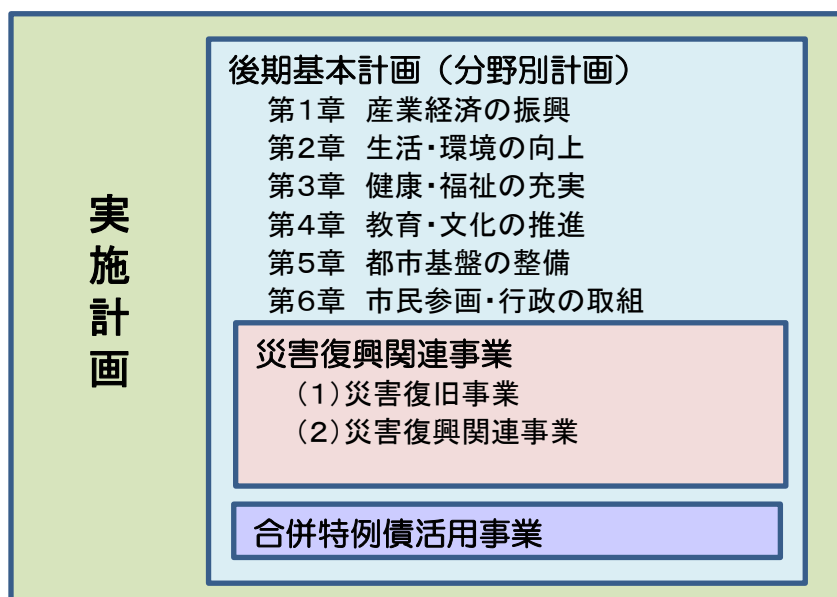 実施計画
後期基本計画（分野別計画）
第1章 産業経済の振興
第2章 生活・環境の向上
第3章 健康・福祉の充実
第4章 教育・文化の推進
第5章 都市基盤の整備
第6章 市民参画・行政の取組
災害復興関連事業
（1）災害復旧事業
（2）災害復興関連事業
合併特例債活用事業